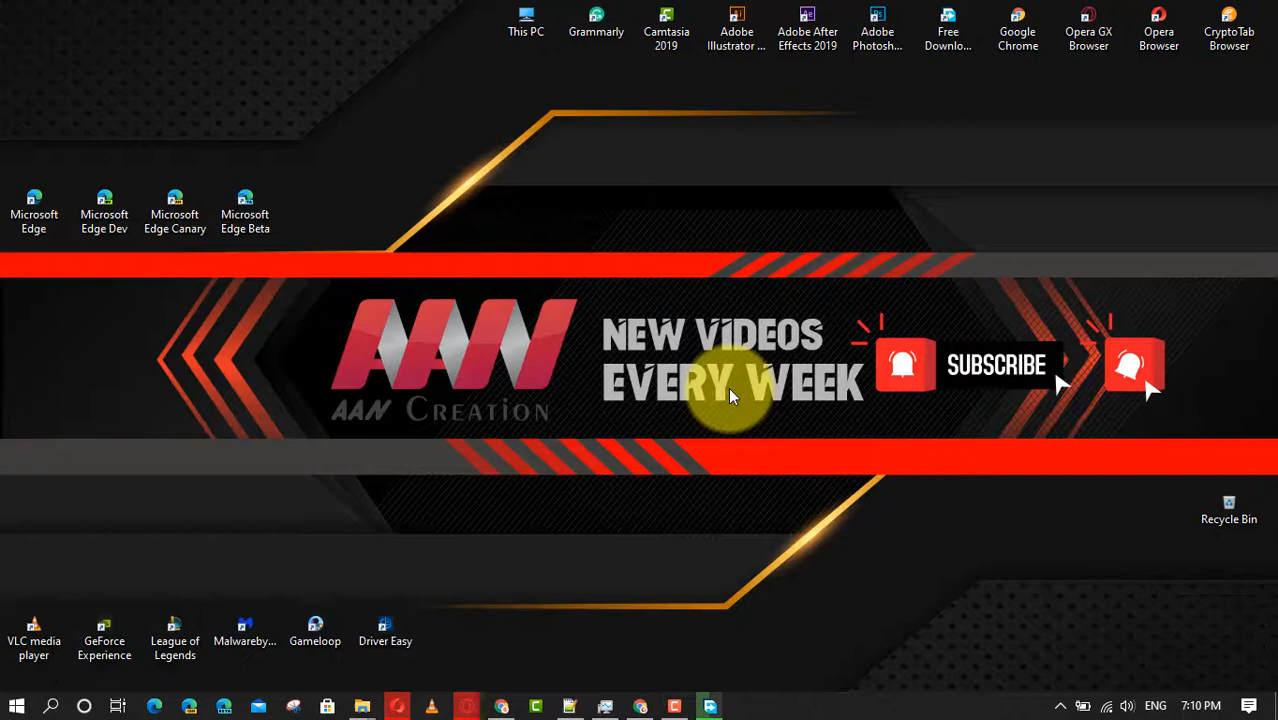 This PC
Grammarly
Camtasia
2019
Adobe
Illustrator ...
Adobe After
Effects 2019
Adobe
Photosh...
Free
Downlo...
Google
Chrome
Opera GX
Browser
Opera
Browser
CryptoTab
Browser
Microsoft
Edge
Microsoft
Edge Dev
Microsoft
Edge Canary
Microsoft
Edge Beta
AAN
AAN Creation
NEW VIDEOS
EVERY WEEK
SUBSCRIBE
Recycle Bin
VLC media
player
GeForce
Experience
League of
Legends
Malwareby...
Gameloop
Driver Easy
ENG
7:10 PM